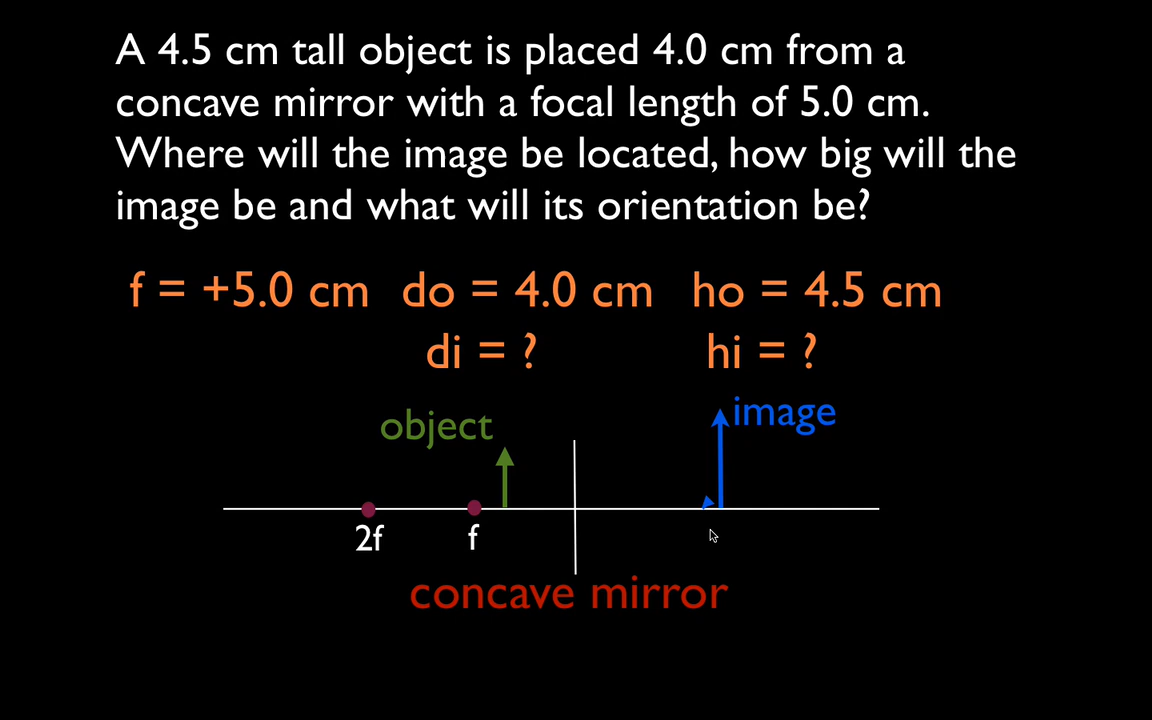 A 4.5 cm tall object is placed 4.0 cm from a
concave mirror with a focal length of 5.0 cm.
Where will the image be located, how big will the
image be and what will its orientation be?
f = +5.0 cm do = 4.0 cm ho = 4.5 cm
di = ? hi = ?
object image
2f f
concave mirror